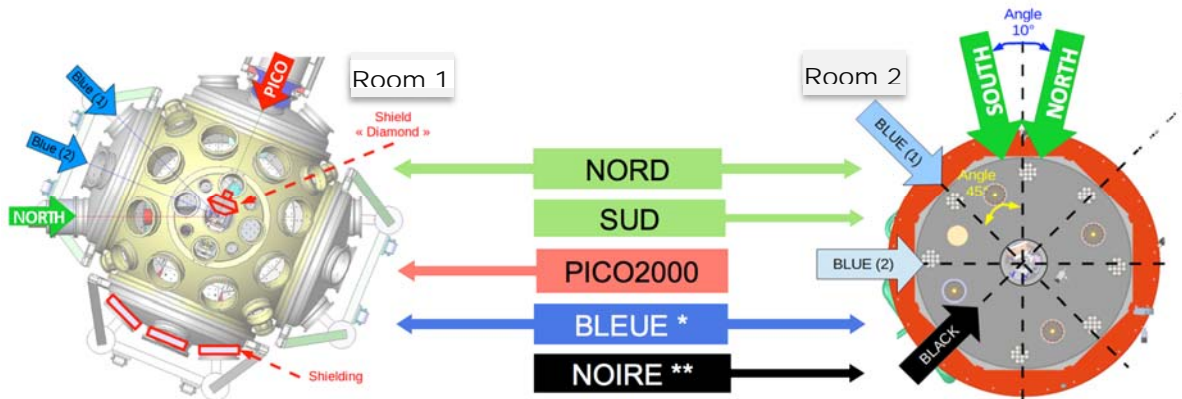 Room 1
PICO
Blue (1)
Blue (2)
NORTH
Shield
« Diamond »
Shielding
NORD
SUD
PICO2000
BLEUE *
NOIRE **
Room 2
Angle
10°
SOUTH
NORTH
BLUE (1)
Angle
45°
BLUE (2)
BLACK